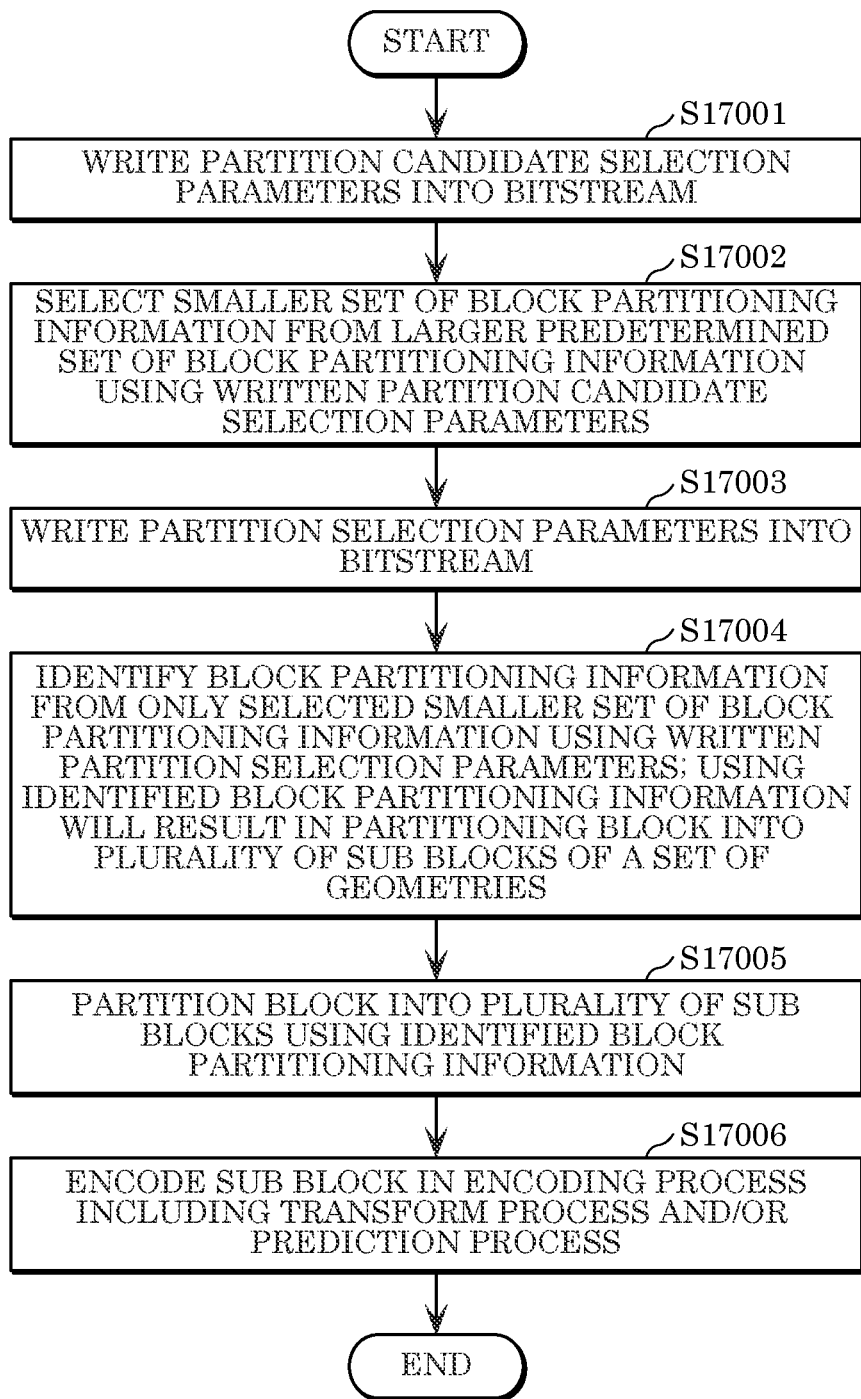 START
S17001
WRITE PARTITION CANDIDATE SELECTION
PARAMETERS INTO BITSTREAM
S17002
SELECT SMALLER SET OF BLOCK PARTITIONING
INFORMATION FROM LARGER PREDETERMINED
SET OF BLOCK PARTITIONING INFORMATION
USING WRITTEN PARTITION CANDIDATE
SELECTION PARAMETERS
S17003
WRITE PARTITION SELECTION PARAMETERS INTO
BITSTREAM
S17004
IDENTIFY BLOCK PARTITIONING INFORMATION
FROM ONLY SELECTED SMALLER SET OF BLOCK
PARTITIONING INFORMATION USING WRITTEN
PARTITION SELECTION PARAMETERS; USING
IDENTIFIED BLOCK PARTITIONING INFORMATION
WILL RESULT IN PARTITIONING BLOCK INTO
PLURALITY OF SUB BLOCKS OF A SET OF
GEOMETRIES
S17005
PARTITION BLOCK INTO PLURALITY OF SUB
BLOCKS USING IDENTIFIED BLOCK
PARTITIONING INFORMATION
S17006
ENCODE SUB BLOCK IN ENCODING PROCESS
INCLUDING TRANSFORM PROCESS AND/OR
PREDICTION PROCESS
END